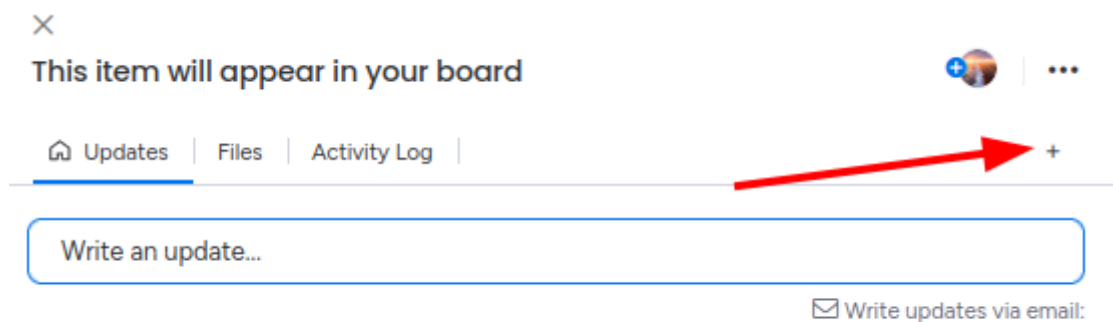 This item will appear in your board
Updates Files Activity Log +
Write an update...
Write updates via email: